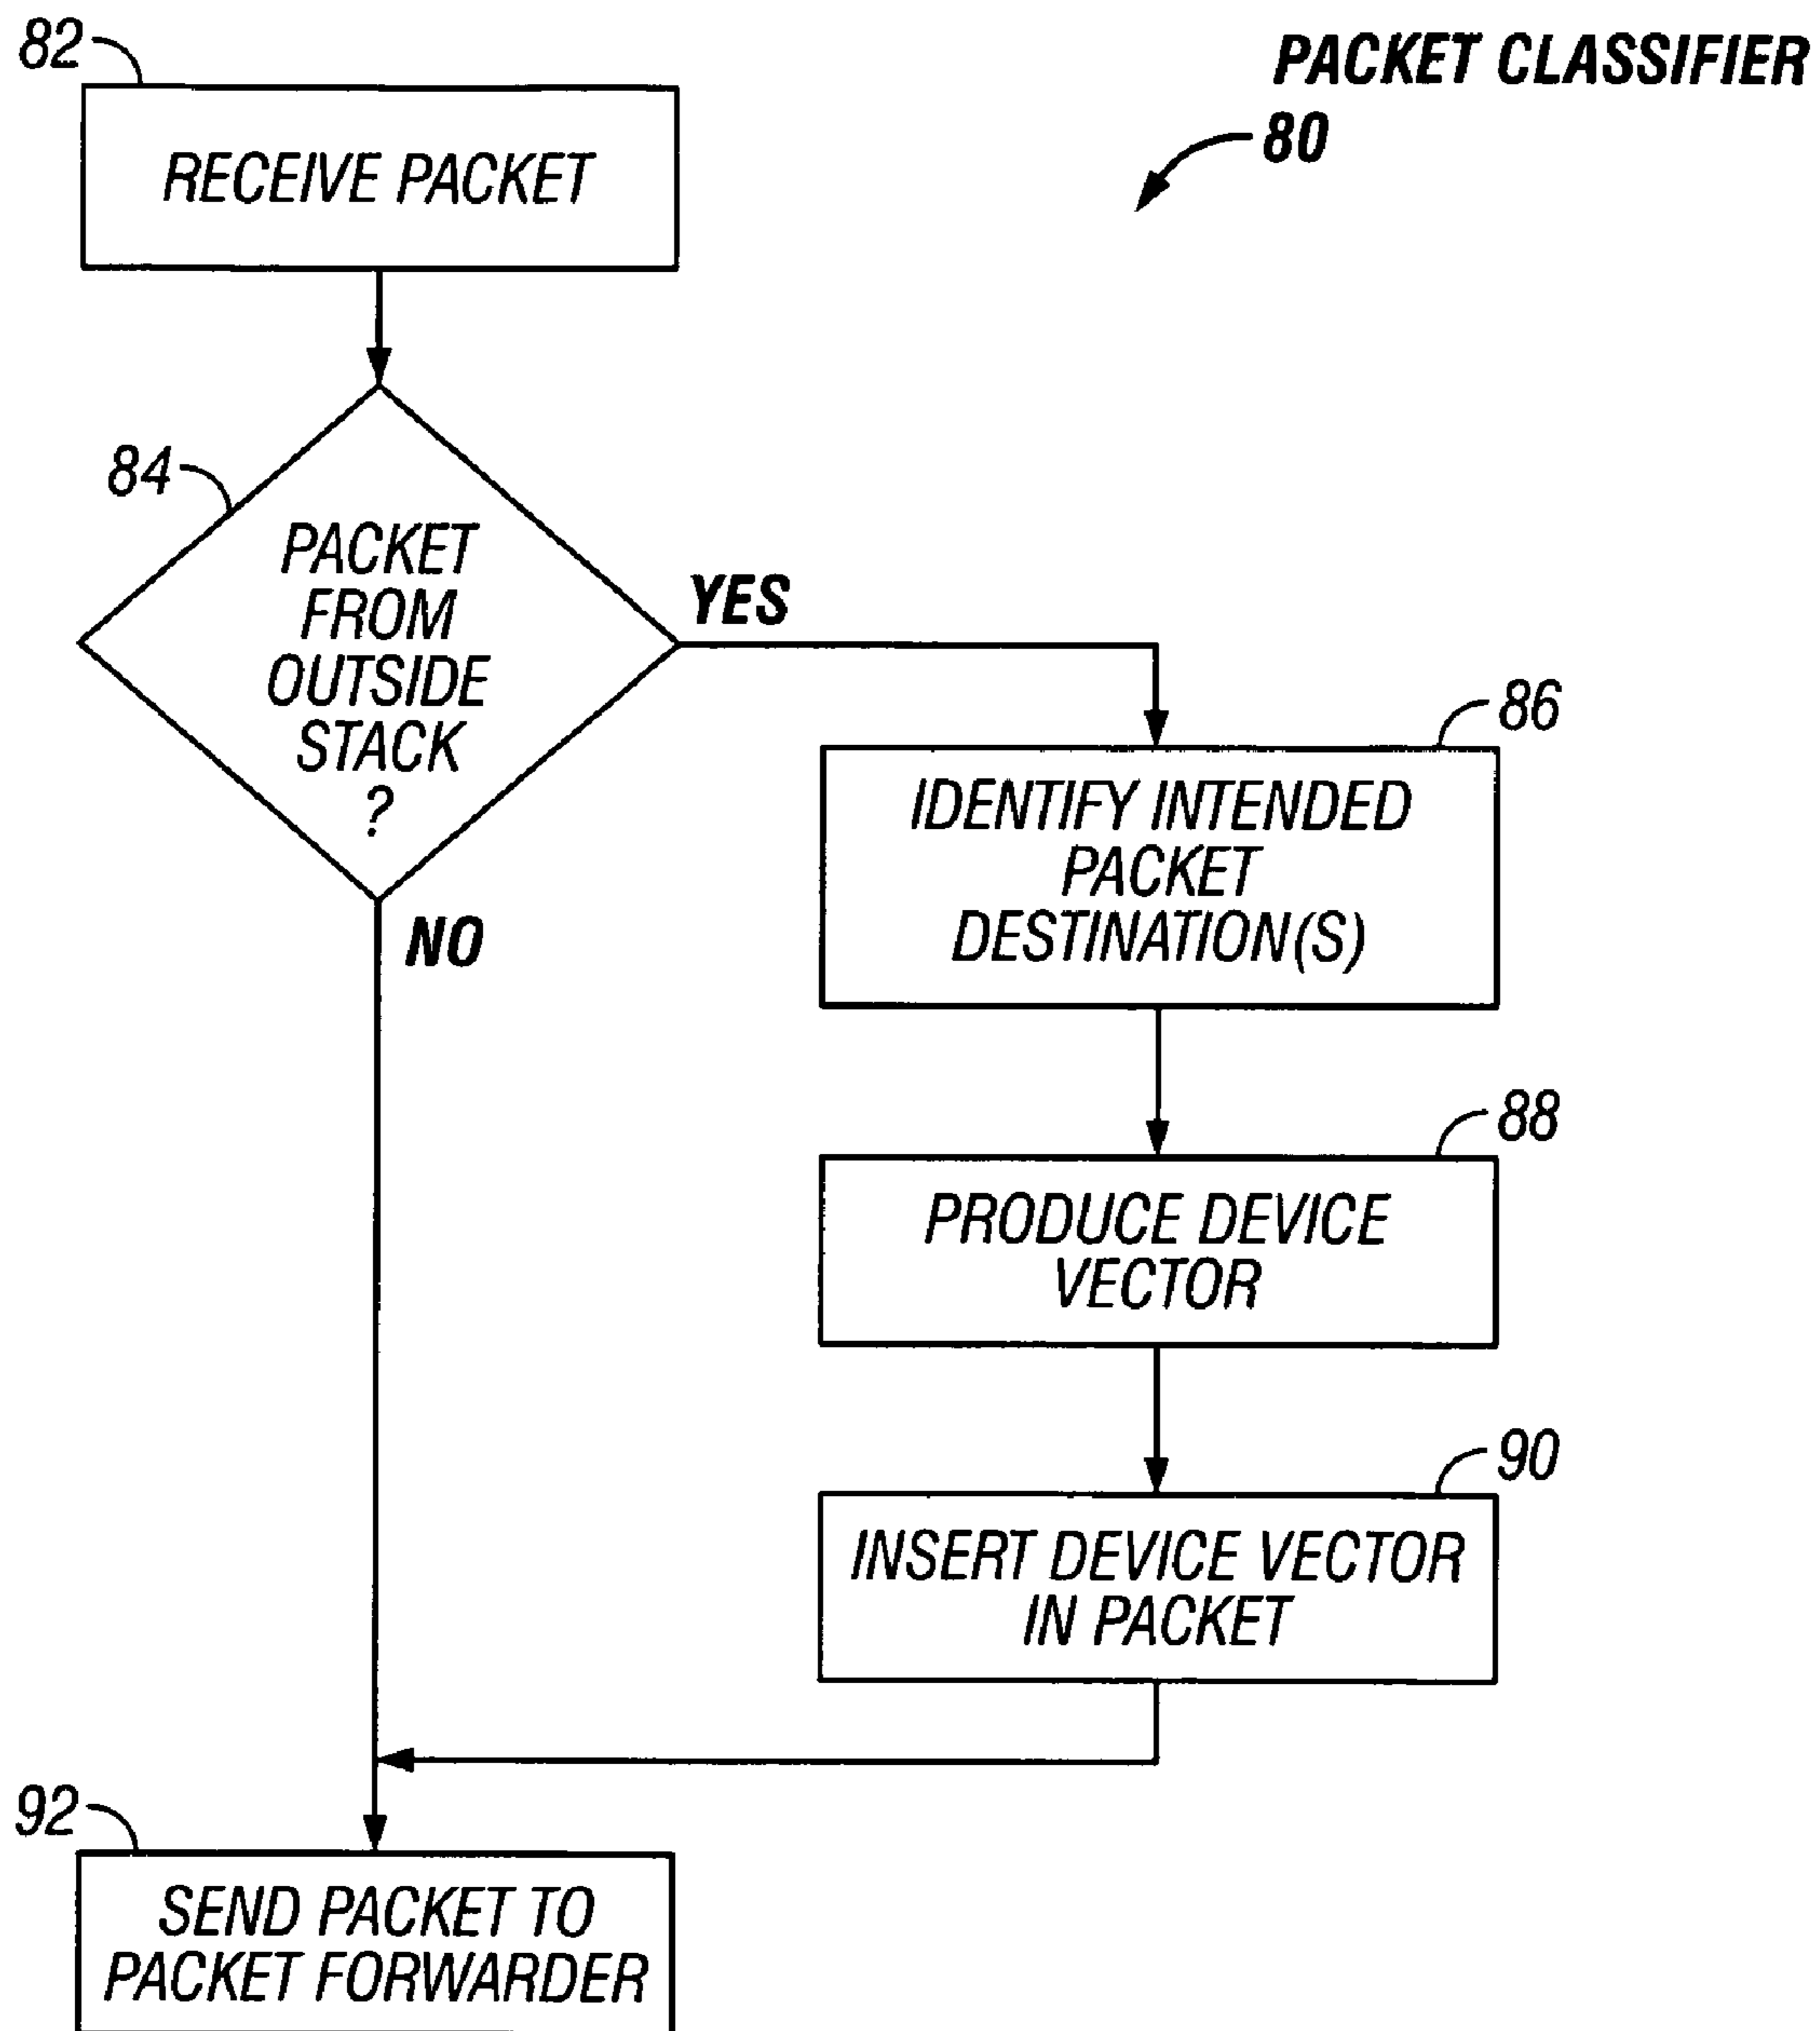 82
PACKET CLASSIFIER
80
RECEIVE PACKET
84
PACKET
FROM
OUTSIDE
STACK
?
YES
NO
86
IDENTIFY INTENDED
PACKET
DESTINATION(S)
88
PRODUCE DEVICE
VECTOR
90
INSERT DEVICE VECTOR
IN PACKET
92
SEND PACKET TO
PACKET FORWARDER